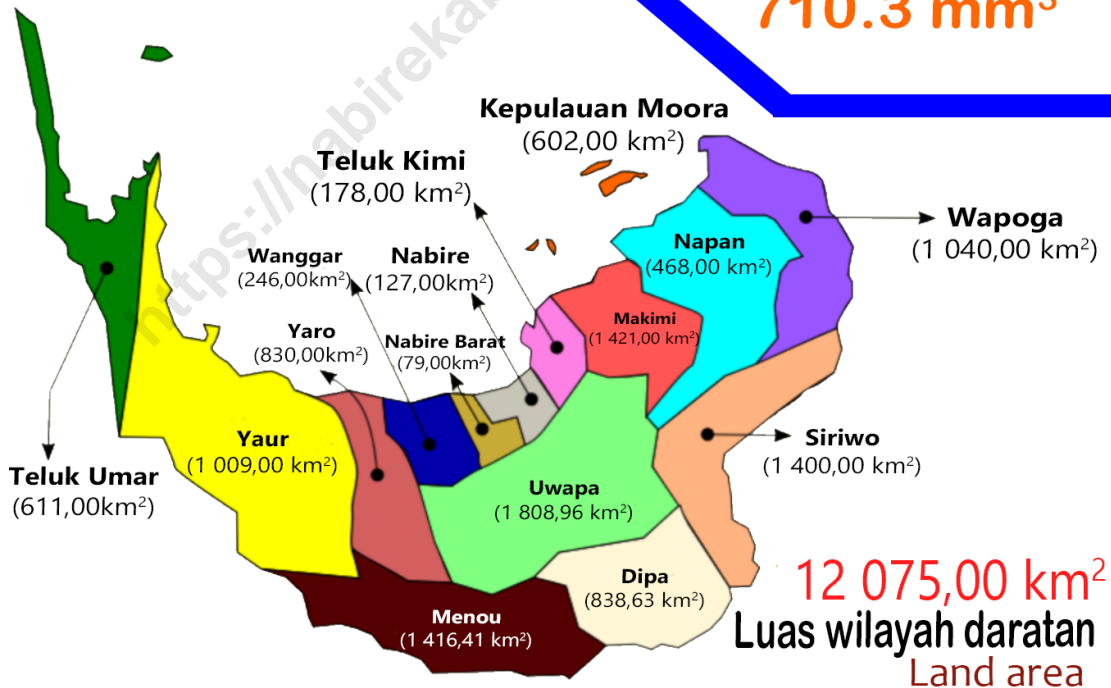 710.3 mm³
https://nabireka
Kepulauan Moora
(602,00 km²)
Teluk Kimi
(178,00 km²)
Wapoga
(1 040,00 km²)
Napan
(468,00 km²)
Wanggar
(246,00km²)
Nabire
(127,00km²)
Makimi
(1 421,00 km²)
Yaro
(830,00km²)
Nabire Barat
(79,00km²)
Yaur
(1 009,00 km²)
Siriwo
(1 400,00 km²)
Teluk Umar
(611,00km²)
Uwapa
(1 808,96 km²)
Dipa
(838,63 km²)
Menou
(1 416,41 km²)
12 075,00 km²
Luas wilayah daratan
Land area